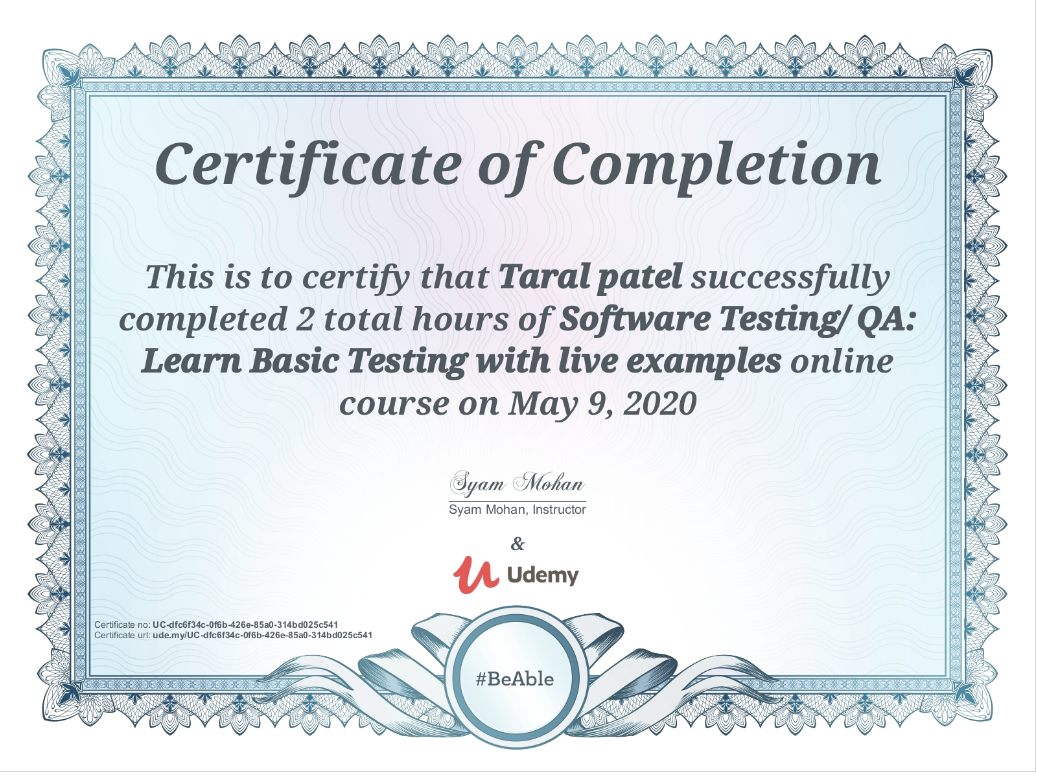 Certificate of Completion
This is to certify that Taral patel successfully
completed 2 total hours of Software Testing/ QA:
Learn Basic Testing with live examples online
course on May 9, 2020
Syam Mohan
Syam Mohan, Instructor
&
Udemy
Certificate no: UC-dfc6f34c-0f6b-426e-85a0-314bd025c541
Certificate url: ude.my/UC-dfc6f34c-0f6b-426e-85a0-314bd025c541
#BeAble